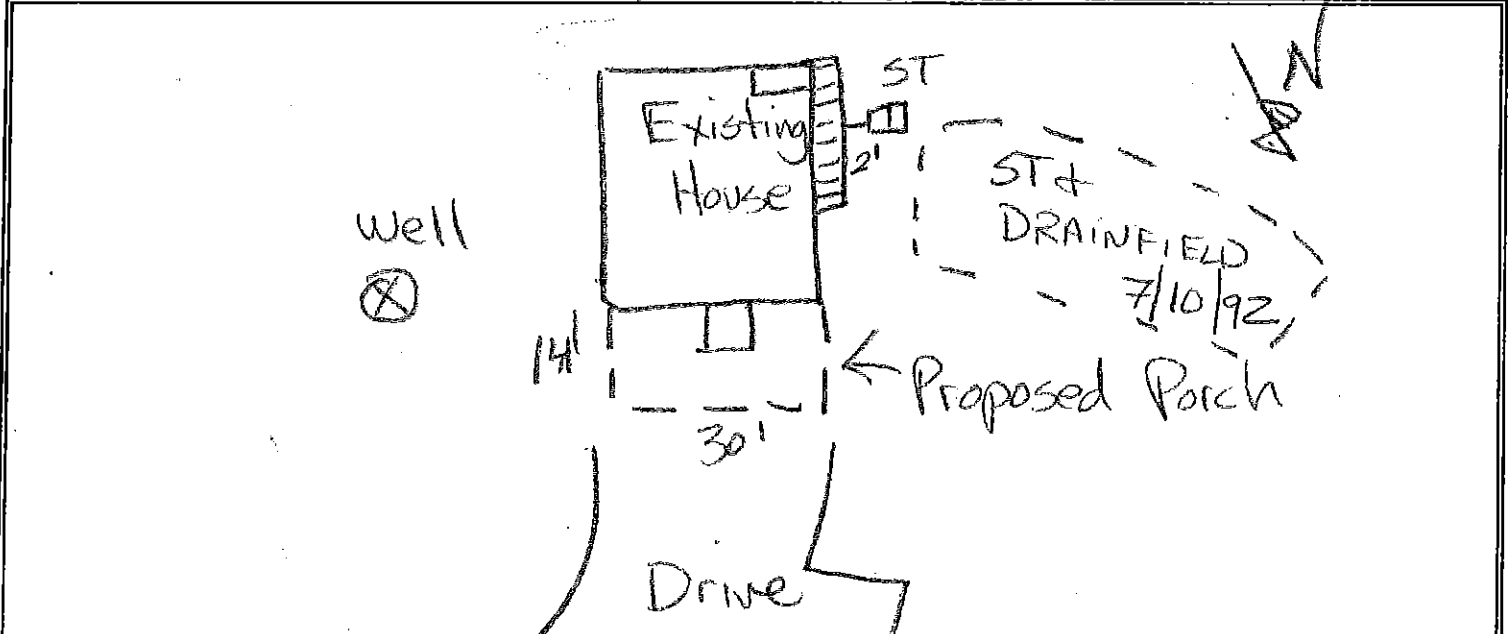 ST
N
Existing
House
2'
ST &
DRAINFIELD
7/10/92
Well
14'
Proposed Porch
30'
Drive